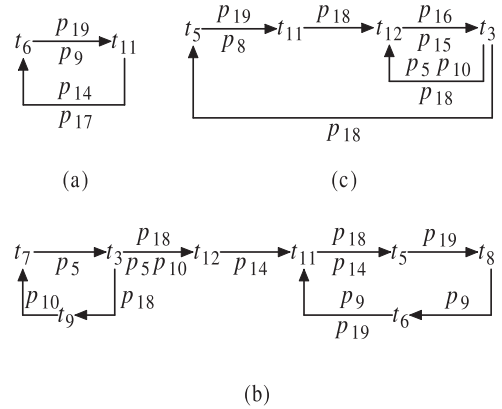 p19 p19 p18 p16
t6 t11 t5 t11 t12 t3
p9 p8 p15
p5 p10
p14 p18
p17
p18
(a) (c)
p18 p18 p19
t7 t3 t12 t11 t5 t8
p5 p5 p10 p14 p14
p10 p18 p9 p9
t9 t6
p19
(b)